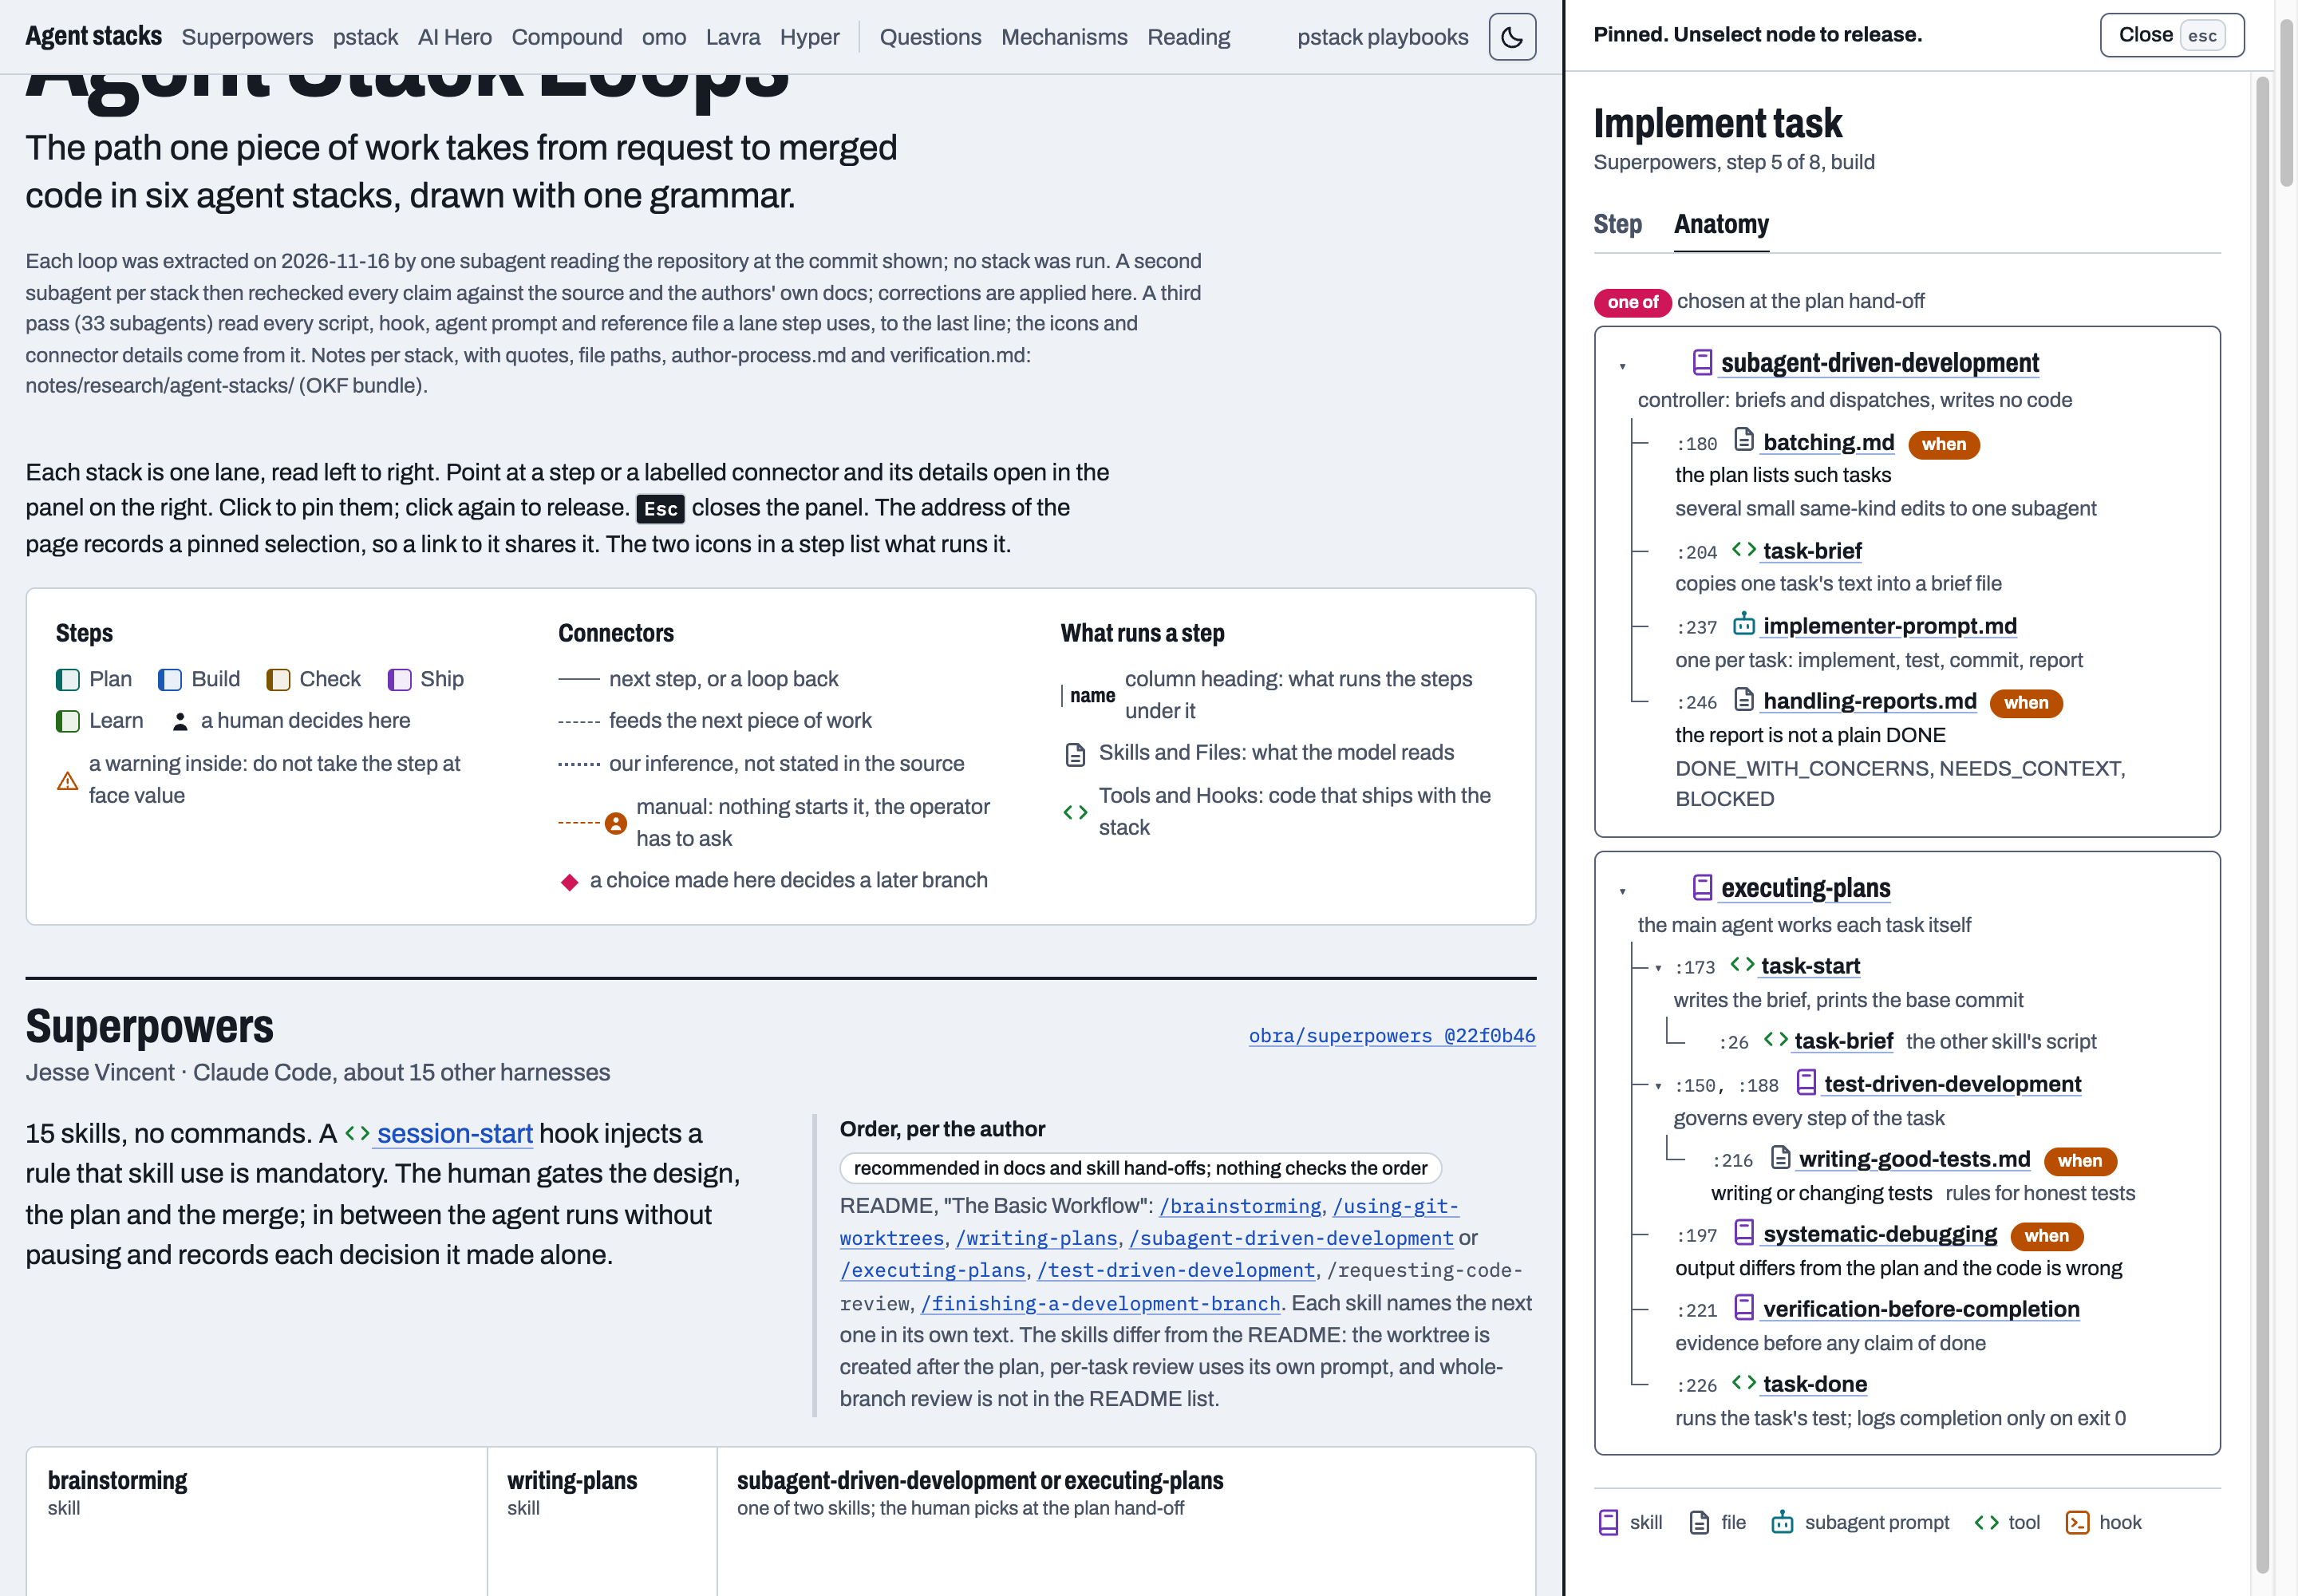 Agent stacks Superpowers pstack AI Hero Compound omo Lavra Hyper Questions Mechanisms Reading pstack playbooks
Agent Stack Loops
The path one piece of work takes from request to merged
code in six agent stacks, drawn with one grammar.
Each loop was extracted on 2026-11-16 by one subagent reading the repository at the commit shown; no stack was run. A second
subagent per stack then rechecked every claim against the source and the authors' own docs; corrections are applied here. A third
pass (33 subagents) read every script, hook, agent prompt and reference file a lane step uses, to the last line; the icons and
connector details come from it. Notes per stack, with quotes, file paths, author-process.md and verification.md:
notes/research/agent-stacks/ (OKF bundle).
Each stack is one lane, read left to right. Point at a step or a labelled connector and its details open in the
panel on the right. Click to pin them; click again to release. Esc closes the panel. The address of the
page records a pinned selection, so a link to it shares it. The two icons in a step list what runs it.
Steps
Plan Build Check Ship
Learn a human decides here
a warning inside: do not take the step at
face value
Connectors
next step, or a loop back
feeds the next piece of work
our inference, not stated in the source
manual: nothing starts it, the operator
has to ask
a choice made here decides a later branch
What runs a step
name column heading: what runs the steps
under it
Skills and Files: what the model reads
Tools and Hooks: code that ships with the
stack
Superpowers
obra/superpowers @22f0b46
Jesse Vincent · Claude Code, about 15 other harnesses
15 skills, no commands. A session-start hook injects a
rule that skill use is mandatory. The human gates the design,
the plan and the merge; in between the agent runs without
pausing and records each decision it made alone.
Order, per the author
recommended in docs and skill hand-offs; nothing checks the order
README, "The Basic Workflow": /brainstorming, /using-git-
worktrees, /writing-plans, /subagent-driven-development or
/executing-plans, /test-driven-development, /requesting-code-
review, /finishing-a-development-branch. Each skill names the next
one in its own text. The skills differ from the README: the worktree is
created after the plan, per-task review uses its own prompt, and whole-
branch review is not in the README list.
brainstorming
skill
writing-plans
skill
subagent-driven-development or executing-plans
one of two skills; the human picks at the plan hand-off
Pinned. Unselect node to release.
Close esc
Implement task
Superpowers, step 5 of 8, build
Step Anatomy
one of chosen at the plan hand-off
subagent-driven-development
controller: briefs and dispatches, writes no code
:180 batching.md when
the plan lists such tasks
several small same-kind edits to one subagent
:204 task-brief
copies one task's text into a brief file
:237 implementer-prompt.md
one per task: implement, test, commit, report
:246 handling-reports.md when
the report is not a plain DONE
DONE_WITH_CONCERNS, NEEDS_CONTEXT,
BLOCKED
executing-plans
the main agent works each task itself
:173 task-start
writes the brief, prints the base commit
:26 task-brief the other skill's script
:150, :188 test-driven-development
governs every step of the task
:216 writing-good-tests.md when
writing or changing tests rules for honest tests
:197 systematic-debugging when
output differs from the plan and the code is wrong
:221 verification-before-completion
evidence before any claim of done
:226 task-done
runs the task's test; logs completion only on exit 0
skill file subagent prompt tool hook